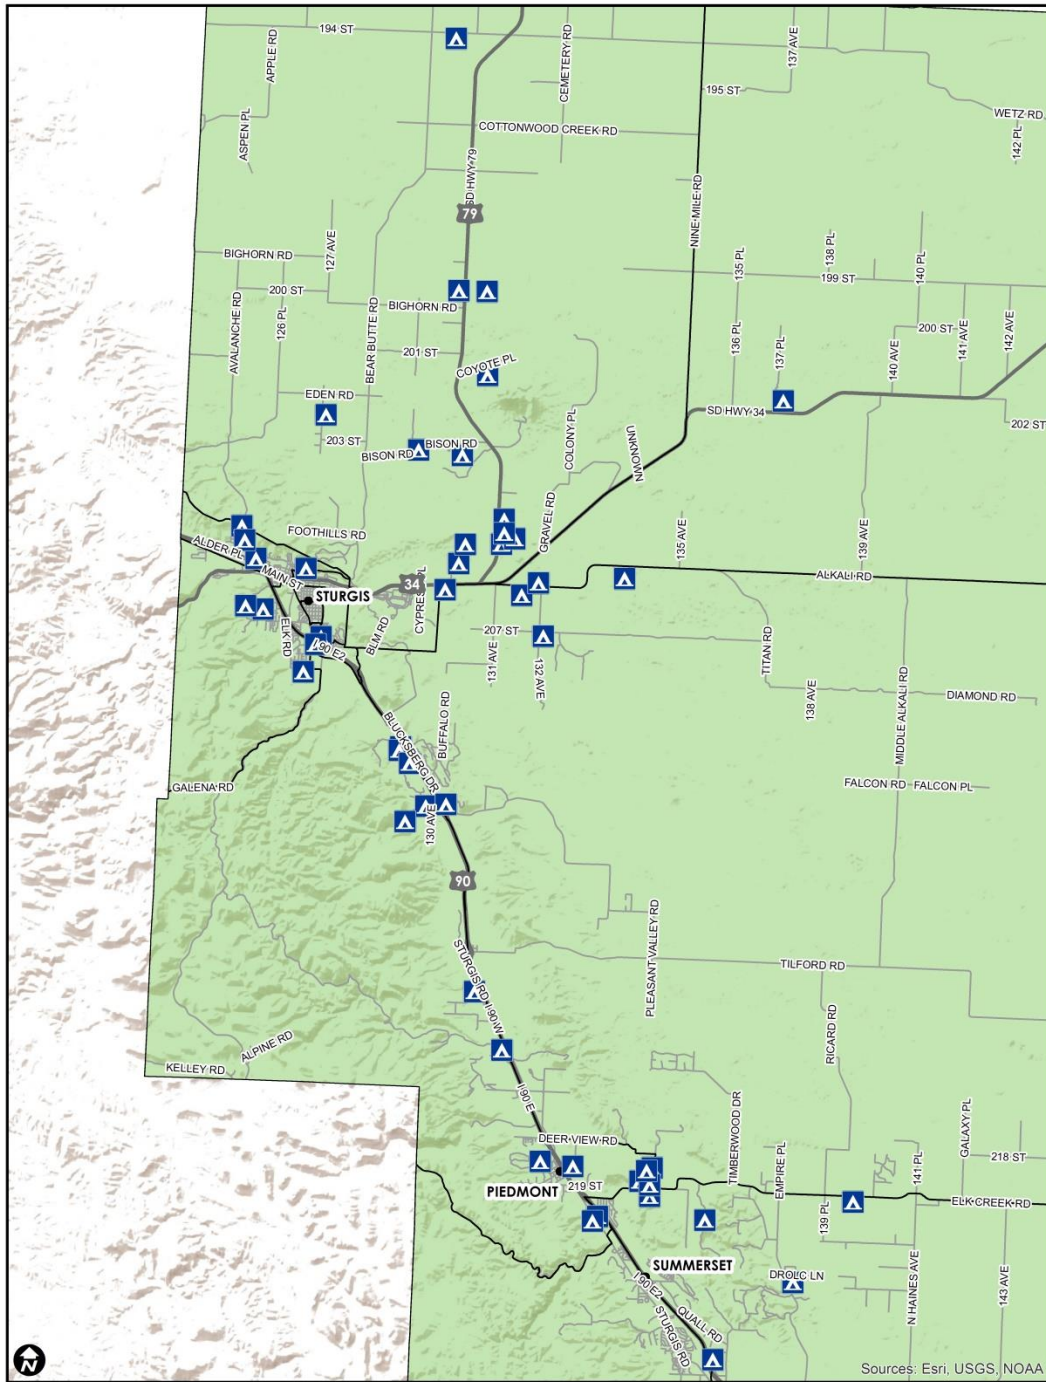 194 ST
APPLE RD
CEMETERY RD
137 AVE
195 ST
WETZ RD
142 PL
ASPEN PL
COTTONWOOD CREEK RD
SD HWY 79
79
NINE MILE RD
BIGHORN RD
127 AVE
135 PL
138 PL
140 PL
199 ST
200 ST
BIGHORN RD
AVALANCHE RD
126 PL
BEAR BUTTE RD
201 ST
COYOTE PL
136 PL
137 PL
200 ST
140 AVE
141 AVE
142 AVE
EDEN RD
SD HWY 34
202 ST
203 ST
BISON RD
BISON RD
COLONY PL
UNKNOWN
GRAVEL RD
135 AVE
139 AVE
FOOTHILLS RD
ALDER PL
MAIN ST
34
ALKALI RD
STURGIS
CYPRESS PL
ELK RD
I 90 E2
BLM RD
207 ST
131 AVE
132 AVE
TITAN RD
138 AVE
MIDDLE ALKALI RD
DIAMOND RD
BUFFALO RD
BLUCKSBERG DR
GALENA RD
FALCON RD
FALCON PL
130 AVE
90
PLEASANT VALLEY RD
STURGIS RD
I 90 W
TILFORD RD
RICARD RD
ALPINE RD
KELLEY RD
I 90 E
DEER VIEW RD
TIMBERWOOD DR
EMPIRE PL
GALAXY PL
141 PL
218 ST
PIEDMONT
219 ST
139 PL
ELK CREEK RD
SUMMERSET
DROLC LN
I 90 E2
QUALL RD
STURGIS RD
N HAINES AVE
143 AVE
N
Sources: Esri, USGS, NOAA